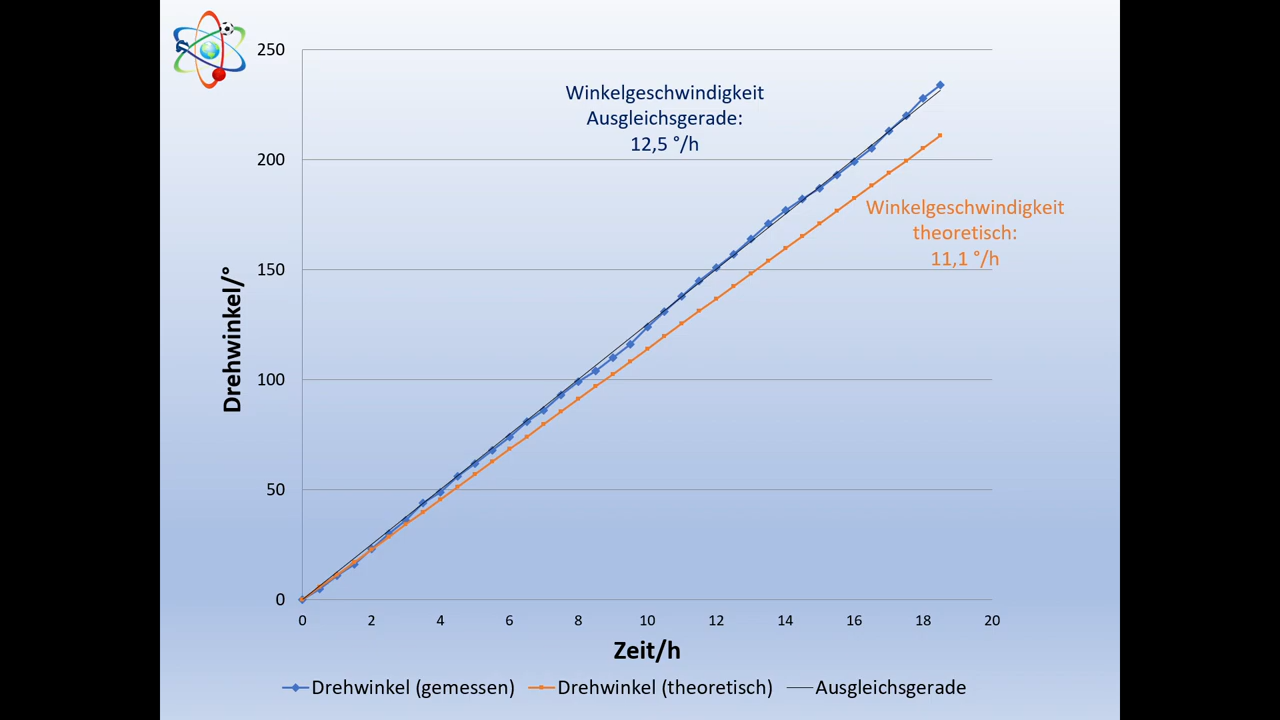 250
200
150
100
50
0
Drehwinkel/°
Winkelgeschwindigkeit
Ausgleichsgerade:
12,5 °/h
Winkelgeschwindigkeit
theoretisch:
11,1 °/h
0 2 4 6 8 10 12 14 16 18 20
Zeit/h
Drehwinkel (gemessen) Drehwinkel (theoretisch) Ausgleichsgerade